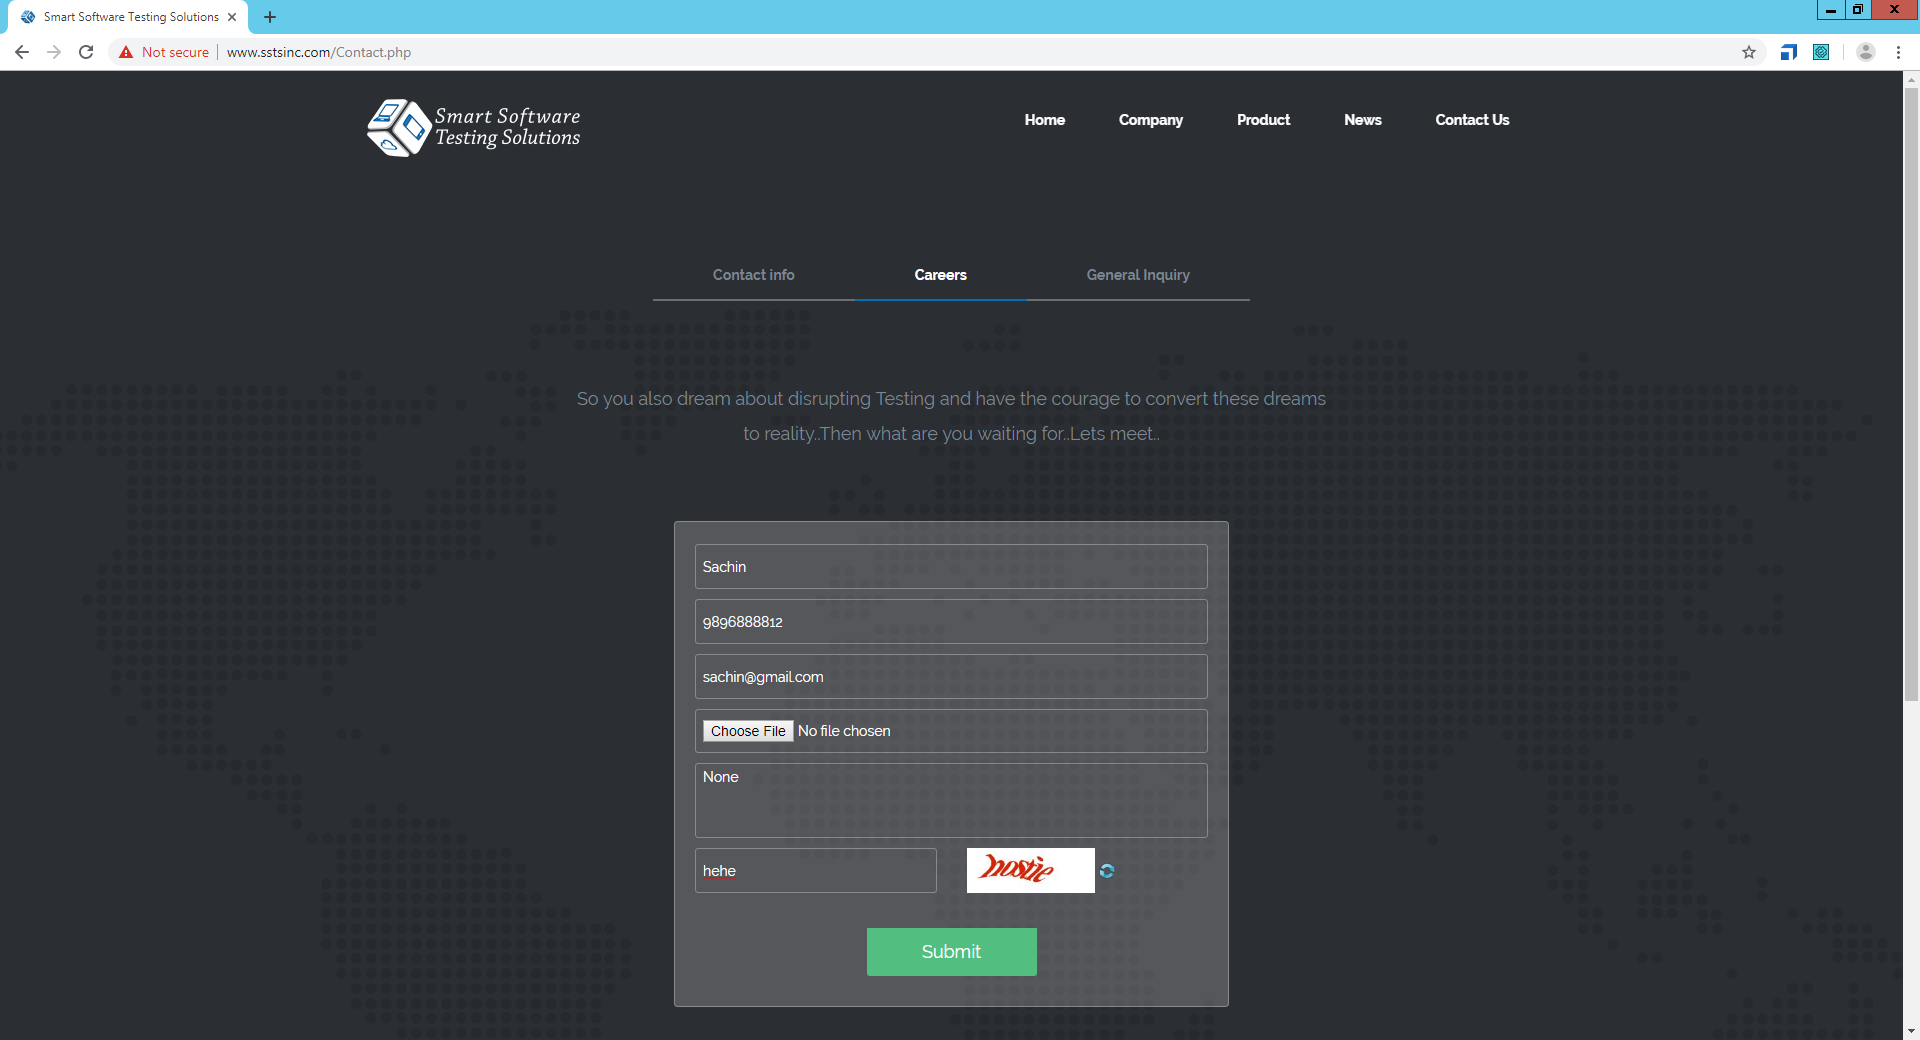 Smart Software Testing Solutions
Not secure
www.sstsinc.com/Contact.php
Smart Software
Testing Solutions
Home
Company
Product
News
Contact Us
Contact info
Careers
General Inquiry
So you also dream about disrupting Testing and have the courage to convert these dreams
to reality..Then what are you waiting for..Lets meet..
Sachin
9896888812
sachin@gmail.com
Choose File No file chosen
None
hehe
Submit